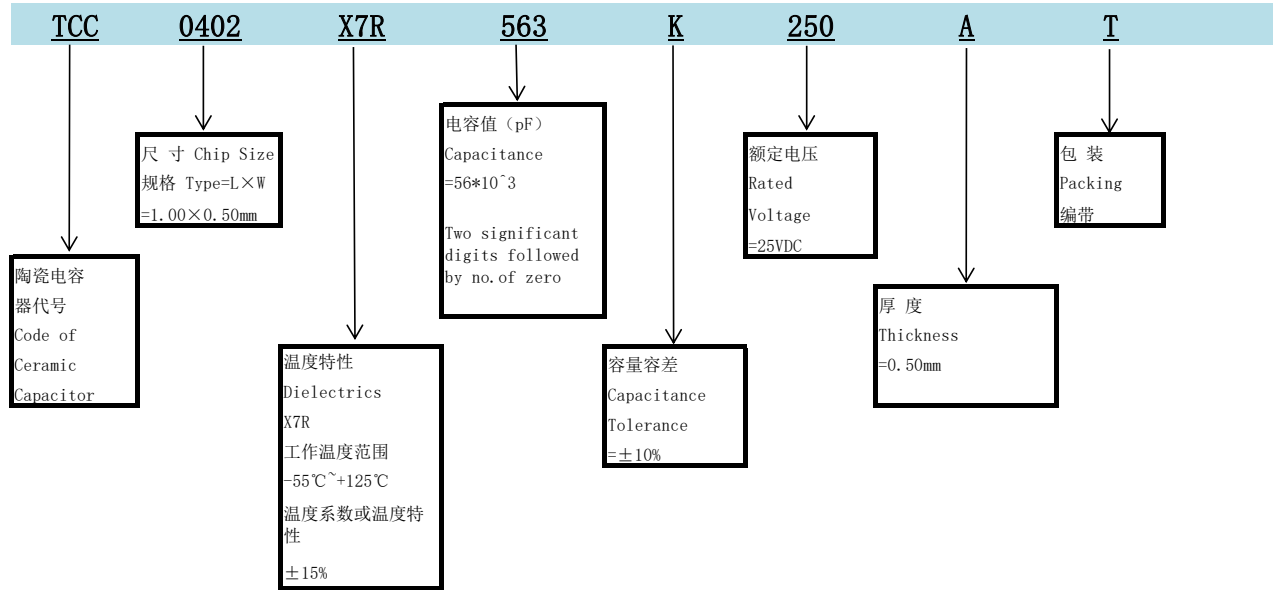 TCC 0402 X7R 563 K 250 A T
陶瓷电容
器代号
Code of
Ceramic
Capacitor
尺 寸 Chip Size
规格 Type=L×W
=1.00×0.50mm
温度特性
Dielectrics
X7R
工作温度范围
-55℃~+125℃
温度系数或温度特
性
±15%
电容值（pF）
Capacitance
=56*10^3
Two significant
digits followed
by no.of zero
容量容差
Capacitance
Tolerance
=±10%
额定电压
Rated
Voltage
=25VDC
厚 度
Thickness
=0.50mm
包 装
Packing
编带